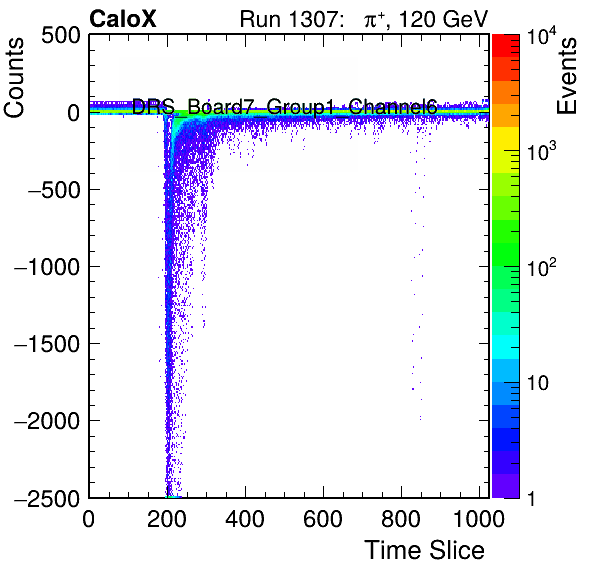 CaloX Run 1307: π⁺, 120 GeV
Counts
Events
500
0
−500
−1000
−1500
−2000
−2500
DRS_Board7_Group1_Channel6
0 200 400 600 800 1000
Time Slice
10⁴
10³
10²
10
1